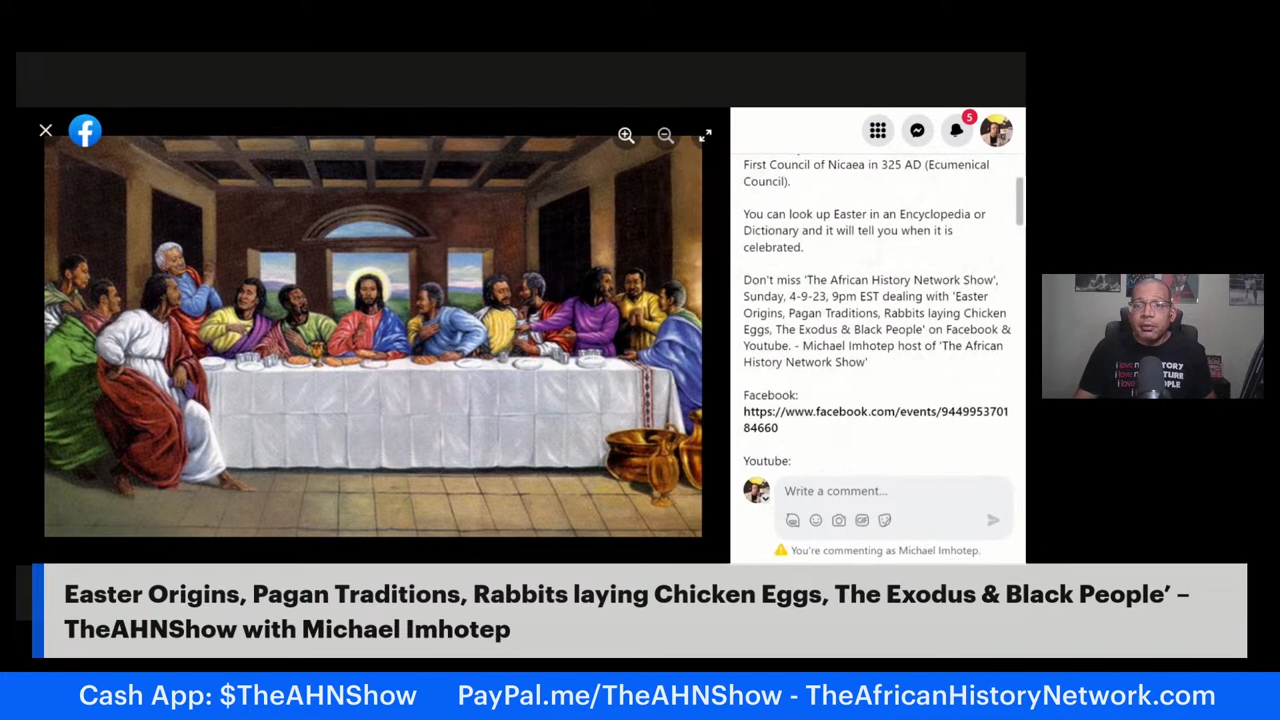 5
First Council of Nicaea in 325 AD (Ecumenical
Council).
You can look up Easter in an Encyclopedia or
Dictionary and it will tell you when it is
celebrated.
Don't miss 'The African History Network Show',
Sunday, 4-9-23, 9pm EST dealing with 'Easter
Origins, Pagan Traditions, Rabbits laying Chicken
Eggs, The Exodus & Black People' on Facebook &
Youtube. - Michael Imhotep host of 'The African
History Network Show'
Facebook:
https://www.facebook.com/events/9449953701
84660
Youtube:
Write a comment...
GIF
You're commenting as Michael Imhotep.
Easter Origins, Pagan Traditions, Rabbits laying Chicken Eggs, The Exodus & Black People' –
TheAHNShow with Michael Imhotep
Cash App: $TheAHNShow PayPal.me/TheAHNShow - TheAfricanHistoryNetwork.com